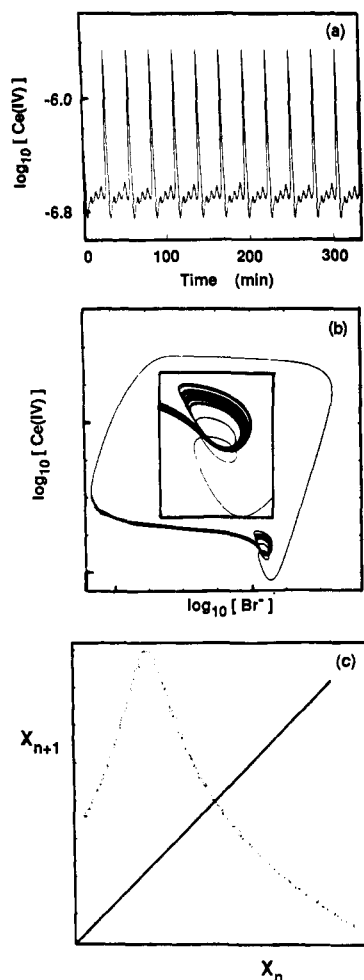 (a)
log10 [ Ce(IV) ]
-6.0
-6.8
0 100 200 300
Time (min)
(b)
log10 [ Ce(IV) ]
log10 [ Br- ]
(c)
Xn+1
Xn